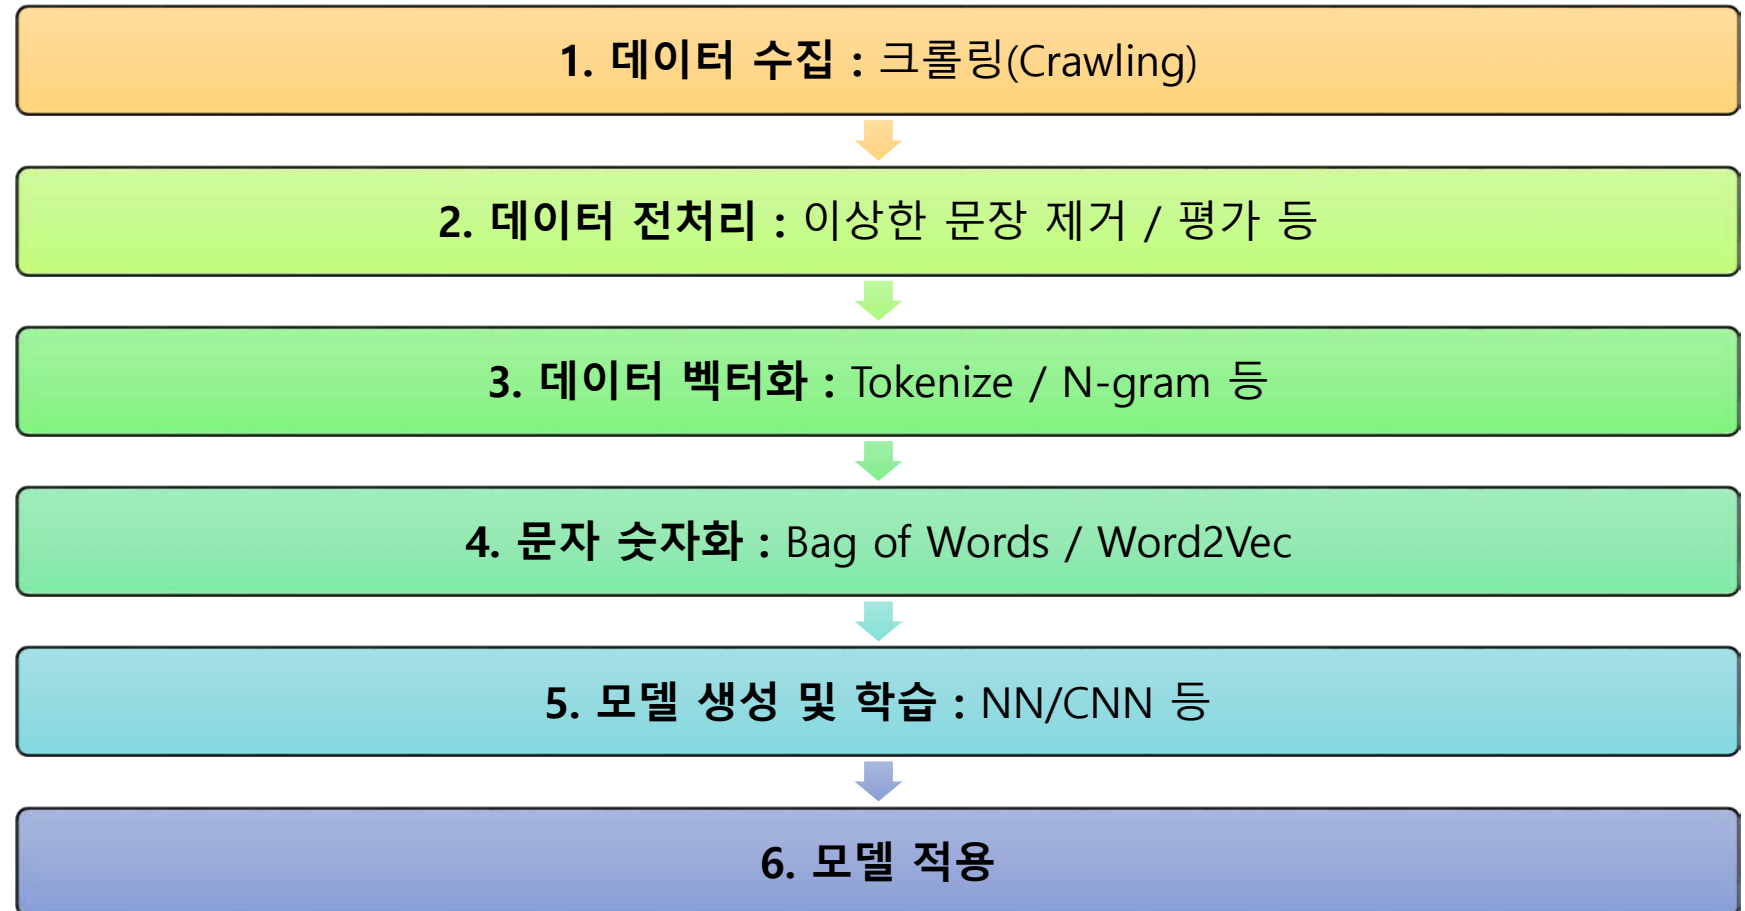 1. 데이터 수집 : 크롤링(Crawling)
2. 데이터 전처리 : 이상한 문장 제거 / 평가 등
3. 데이터 벡터화 : Tokenize / N-gram 등
4. 문자 숫자화 : Bag of Words / Word2Vec
5. 모델 생성 및 학습 : NN/CNN 등
6. 모델 적용